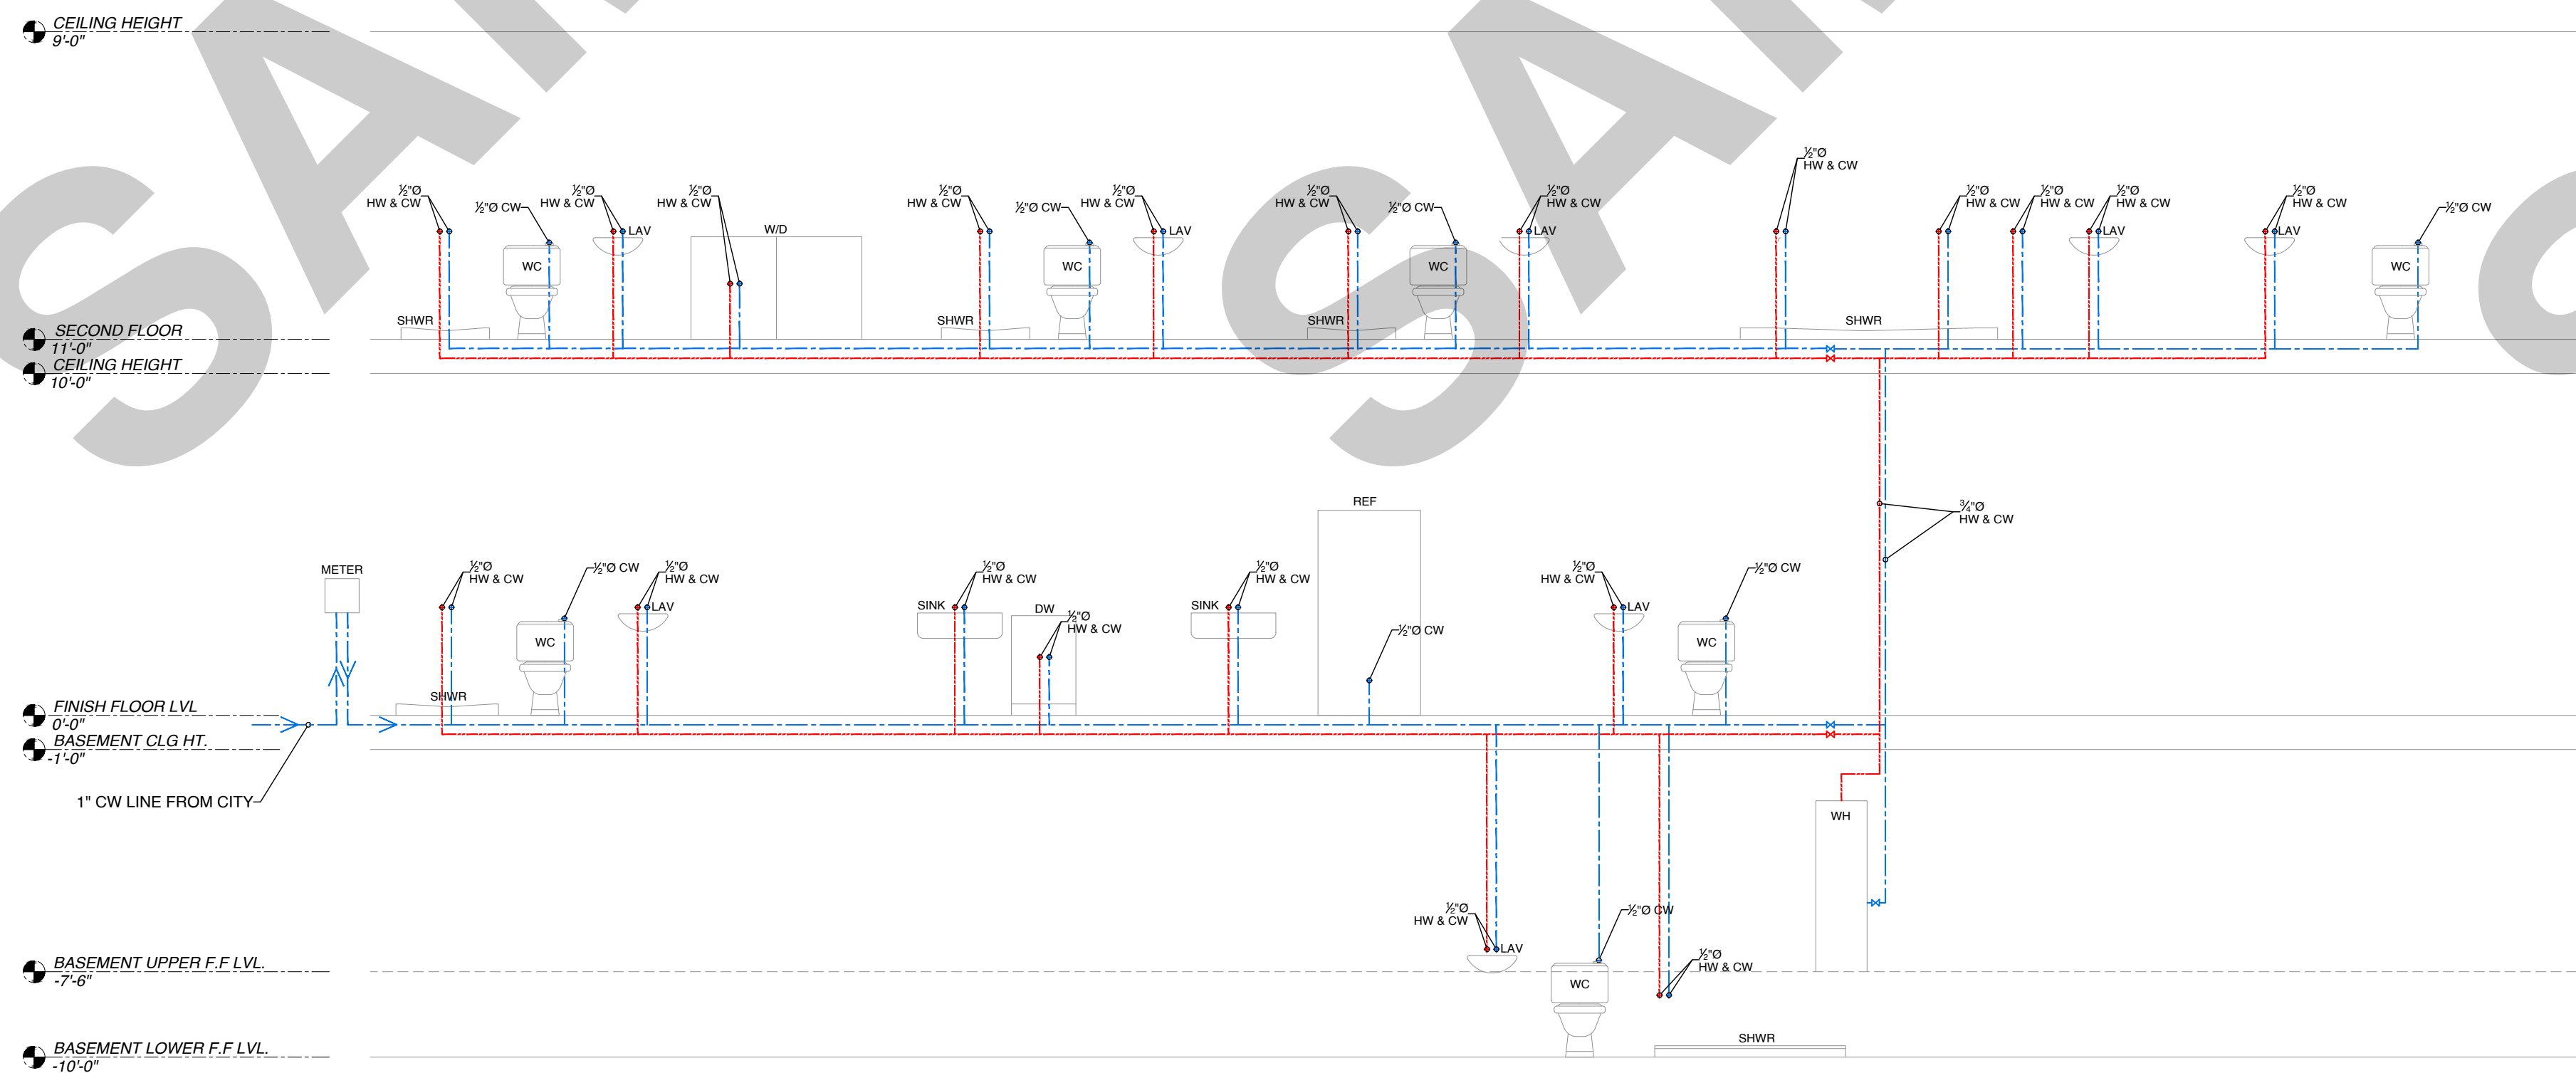 CEILING HEIGHT
9'-0"
½"Ø
HW & CW
½"Ø
HW & CW
½"Ø CW
½"Ø
HW & CW
½"Ø
HW & CW
½"Ø
HW & CW
½"Ø CW
½"Ø
HW & CW
½"Ø
HW & CW
½"Ø CW
½"Ø
HW & CW
½"Ø
HW & CW
½"Ø
HW & CW
½"Ø
HW & CW
½"Ø
HW & CW
½"Ø CW
LAV
W/D
LAV
LAV
LAV
LAV
WC
WC
WC
WC
SHWR
SHWR
SHWR
SHWR
SECOND FLOOR
11'-0"
CEILING HEIGHT
10'-0"
REF
¾"Ø
HW & CW
METER
½"Ø
HW & CW
½"Ø CW
½"Ø
HW & CW
½"Ø
HW & CW
½"Ø
HW & CW
½"Ø
HW & CW
½"Ø CW
LAV
SINK
DW
½"Ø
HW & CW
SINK
LAV
½"Ø CW
WC
WC
SHWR
FINISH FLOOR LVL
0'-0"
BASEMENT CLG HT.
-1'-0"
1" CW LINE FROM CITY
WH
½"Ø
HW & CW
½"Ø CW
LAV
½"Ø
HW & CW
BASEMENT UPPER F.F LVL.
-7'-6"
WC
SHWR
BASEMENT LOWER F.F LVL.
-10'-0"